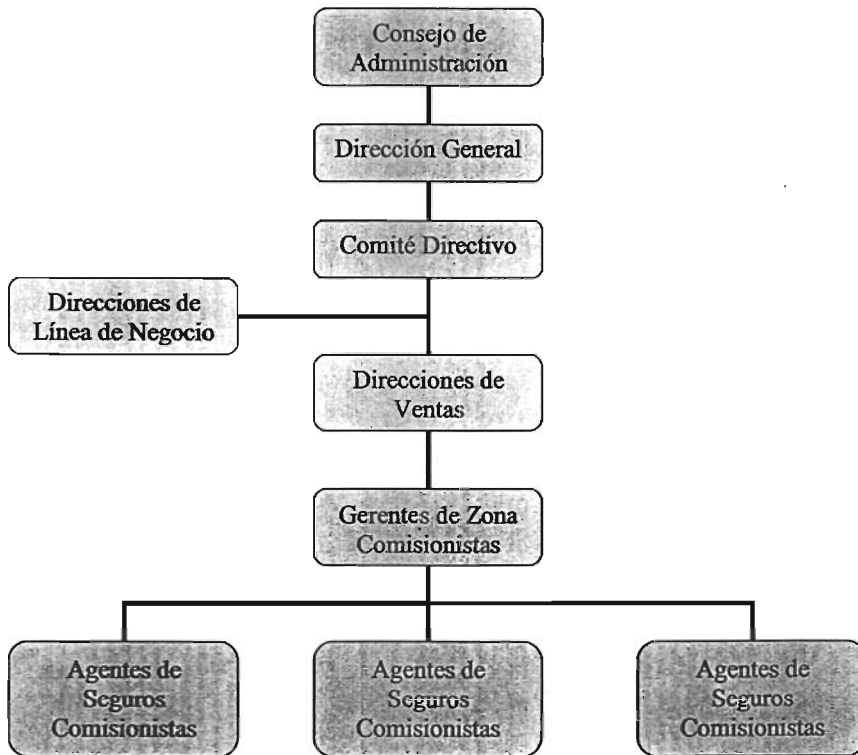 Consejo de
Administración
Dirección General
Comité Directivo
Direcciones de
Línea de Negocio
Direcciones de
Ventas
Gerentes de Zona
Comisionistas
Agentes de
Seguros
Comisionistas
Agentes de
Seguros
Comisionistas
Agentes de
Seguros
Comisionistas